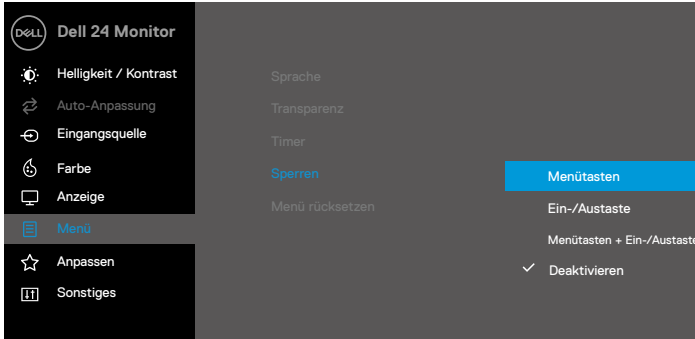 DELL Dell 24 Monitor
Helligkeit / Kontrast
Auto-Anpassung
Eingangsquelle
Farbe
Anzeige
Menü
Anpassen
Sonstiges
Sprache
Transparenz
Timer
Sperren
Menü rücksetzen
Menütasten
Ein-/Austaste
Menütasten + Ein-/Austaste
Deaktivieren